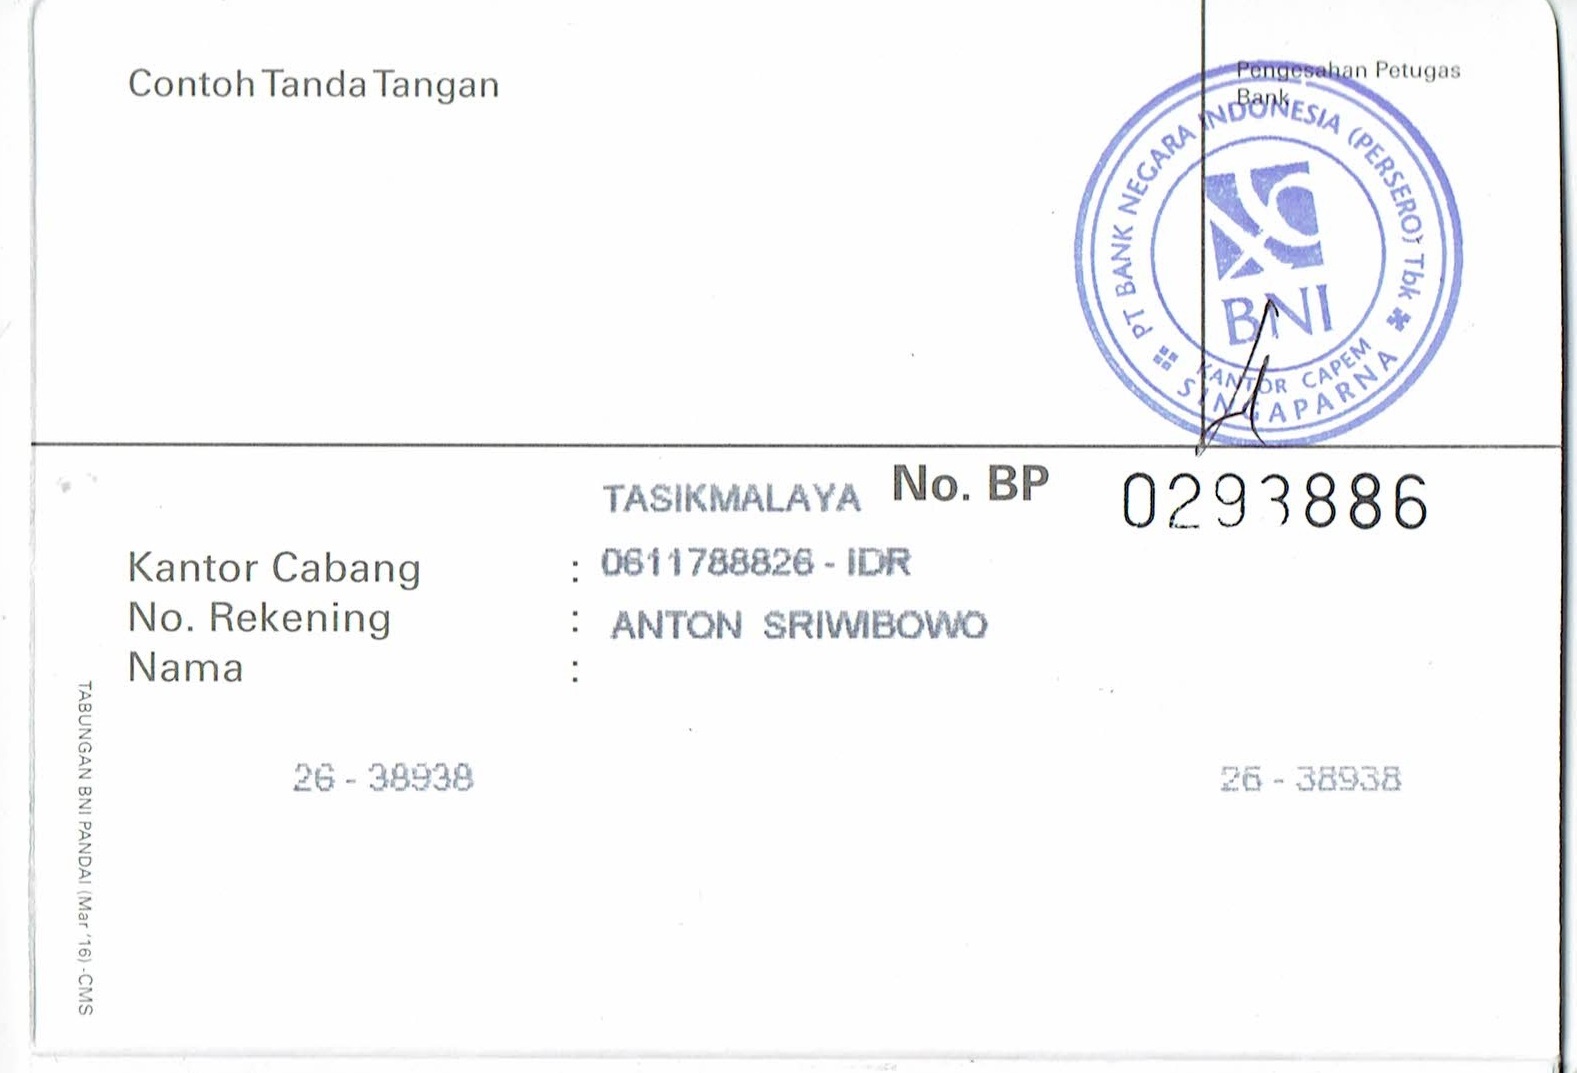 Contoh Tanda Tangan
Pengesahan Petugas
Bank
PT BANK NEGARA INDONESIA (PERSERO) Tbk
BNI
KANTOR CAPEM
SINGAPARNA
TASIKMALAYA No. BP 0293886
Kantor Cabang : 0611788826 - IDR
No. Rekening : ANTON SRIWIBOWO
Nama :
26 - 38938 26 - 38938
TABUNGAN BNI PANDAI (Mar '16) -CMS